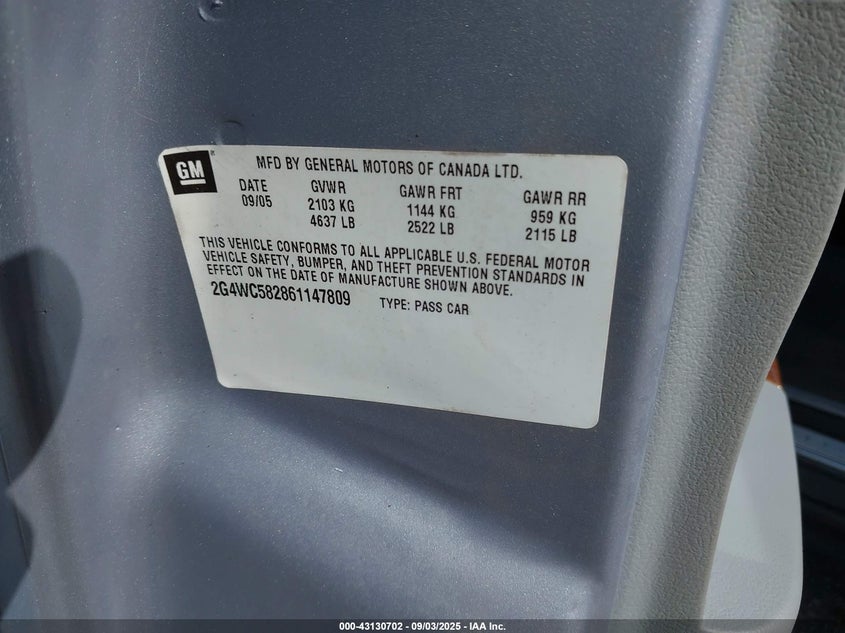 GM
MFD BY GENERAL MOTORS OF CANADA LTD.
DATE GVWR GAWR FRT GAWR RR
09/05 2103 KG 1144 KG 959 KG
4637 LB 2522 LB 2115 LB
THIS VEHICLE CONFORMS TO ALL APPLICABLE U.S. FEDERAL MOTOR
VEHICLE SAFETY, BUMPER, AND THEFT PREVENTION STANDARDS IN
EFFECT ON THE DATE OF MANUFACTURE SHOWN ABOVE.
2G4WC582861147809 TYPE: PASS CAR
000-43130702 - 09/03/2025 - IAA Inc.